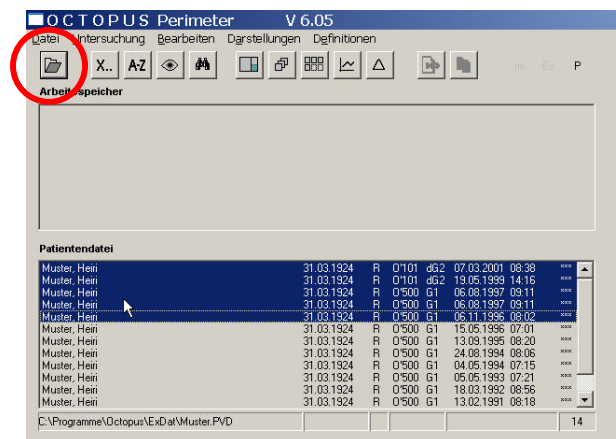 OCTOPUS Perimeter V 6.05
Datei Untersuchung Bearbeiten Darstellungen Definitionen
X.. A-Z Im Ex P
Arbeitsspeicher
Patientendatei
Muster, Heiri 31.03.1924 R O'101 dG2 07.03.2001 08:38 ***
Muster, Heiri 31.03.1924 R O'101 dG2 19.05.1999 14:16 ***
Muster, Heiri 31.03.1924 R O'500 G1 06.08.1997 09:11 ***
Muster, Heiri 31.03.1924 R O'500 G1 06.08.1997 09:11 ***
Muster, Heiri 31.03.1924 R O'500 G1 06.11.1996 08:02 ***
Muster, Heiri 31.03.1924 R O'500 G1 15.05.1996 07:01 ***
Muster, Heiri 31.03.1924 R O'500 G1 13.09.1995 08:20 ***
Muster, Heiri 31.03.1924 R O'500 G1 24.08.1994 08:06 ***
Muster, Heiri 31.03.1924 R O'500 G1 04.05.1994 07:15 ***
Muster, Heiri 31.03.1924 R O'500 G1 05.05.1993 07:21 ***
Muster, Heiri 31.03.1924 R O'500 G1 18.03.1992 08:56 ***
Muster, Heiri 31.03.1924 R O'500 G1 13.02.1991 08:18 ***
C:\Programme\Octopus\ExDat\Muster.PVD 14